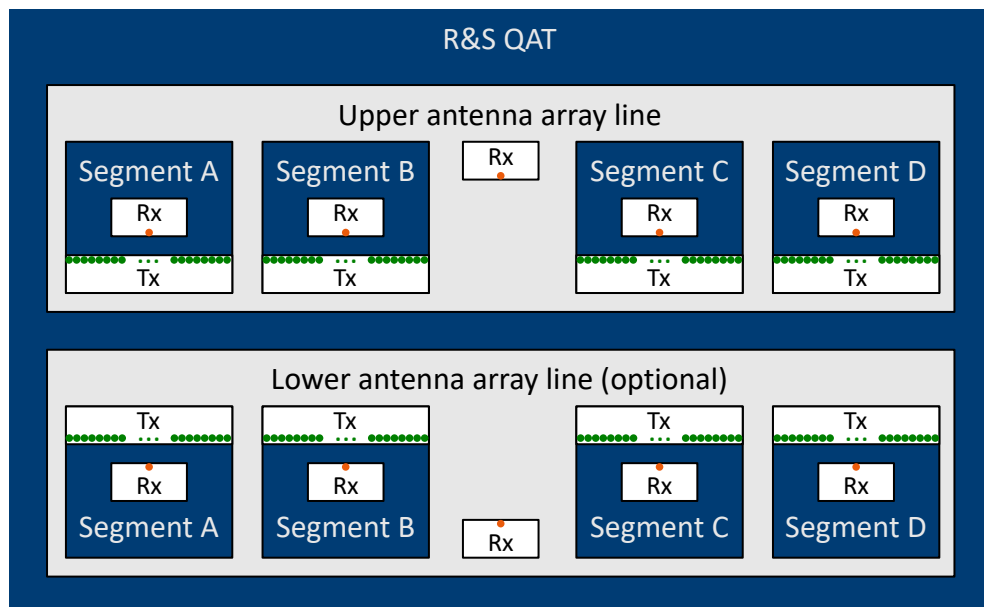 R&S QAT
Upper antenna array line
Segment A
Segment B
Rx
Segment C
Segment D
Rx
Rx
Rx
Rx
...
...
...
...
Tx
Tx
Tx
Tx
Lower antenna array line (optional)
Tx
Tx
Tx
Tx
...
...
...
...
Rx
Rx
Rx
Rx
Segment A
Segment B
Rx
Segment C
Segment D